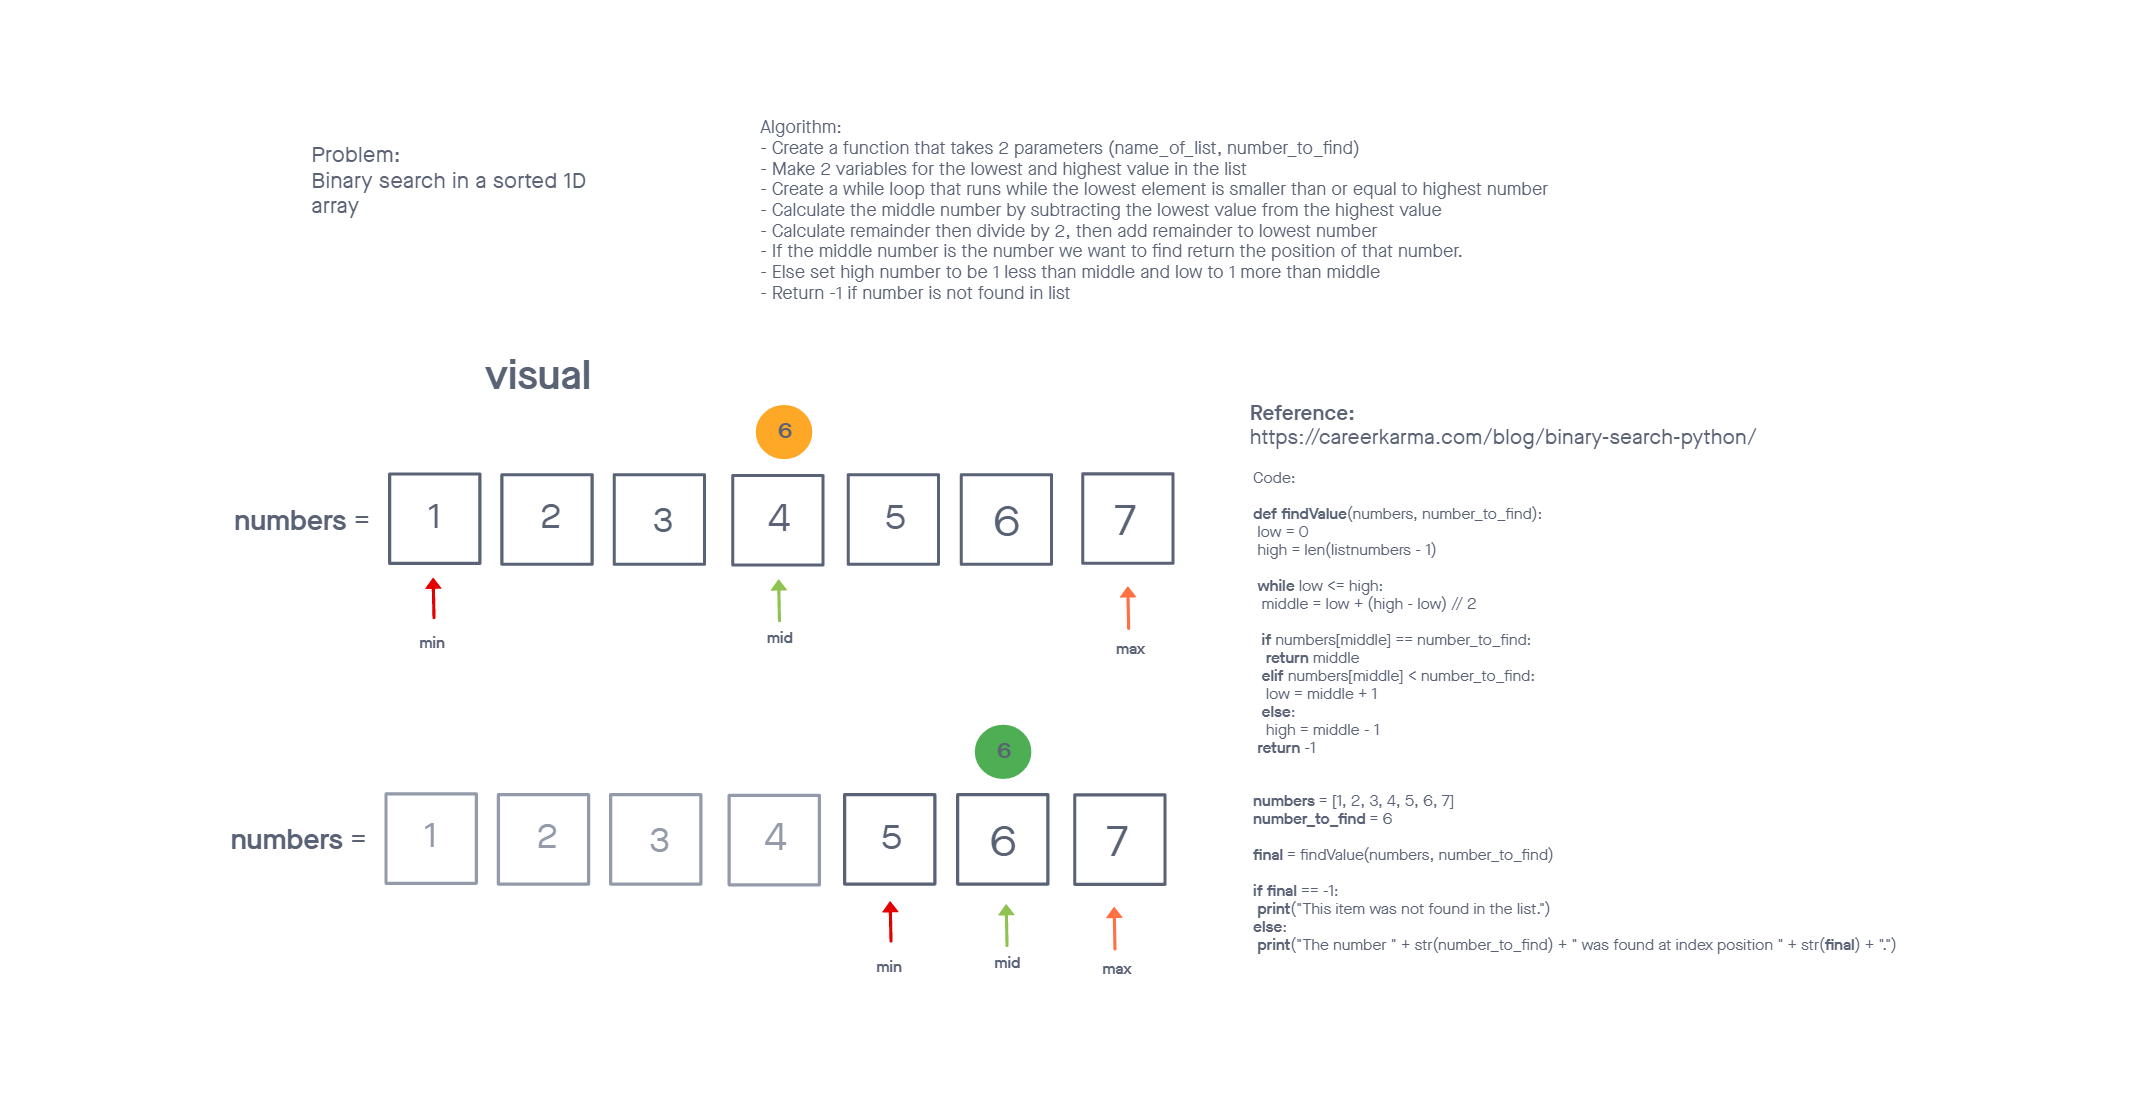 Problem:
Binary search in a sorted 1D
array
Algorithm:
- Create a function that takes 2 parameters (name_of_list, number_to_find)
- Make 2 variables for the lowest and highest value in the list
- Create a while loop that runs while the lowest element is smaller than or equal to highest number
- Calculate the middle number by subtracting the lowest value from the highest value
- Calculate remainder then divide by 2, then add remainder to lowest number
- If the middle number is the number we want to find return the position of that number.
- Else set high number to be 1 less than middle and low to 1 more than middle
- Return -1 if number is not found in list
visual
6
numbers = 1 2 3 4 5 6 7
min mid max
6
numbers = 1 2 3 4 5 6 7
min mid max
Reference:
https://careerkarma.com/blog/binary-search-python/
Code:
def findValue(numbers, number_to_find):
low = 0
high = len(listnumbers - 1)
while low <= high:
middle = low + (high - low) // 2
if numbers[middle] == number_to_find:
return middle
elif numbers[middle] < number_to_find:
low = middle + 1
else:
high = middle - 1
return -1
numbers = [1, 2, 3, 4, 5, 6, 7]
number_to_find = 6
final = findValue(numbers, number_to_find)
if final == -1:
print("This item was not found in the list.")
else:
print("The number " + str(number_to_find) + " was found at index position " + str(final) + ".")